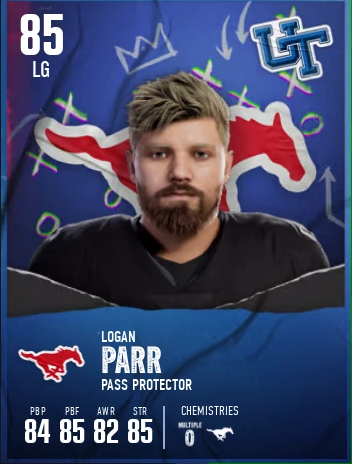 85
LG
UT
LOGAN
PARR
PASS PROTECTOR
PBP PBF AWR STR
84 85 82 85
CHEMISTRIES
MULTIPLE
0